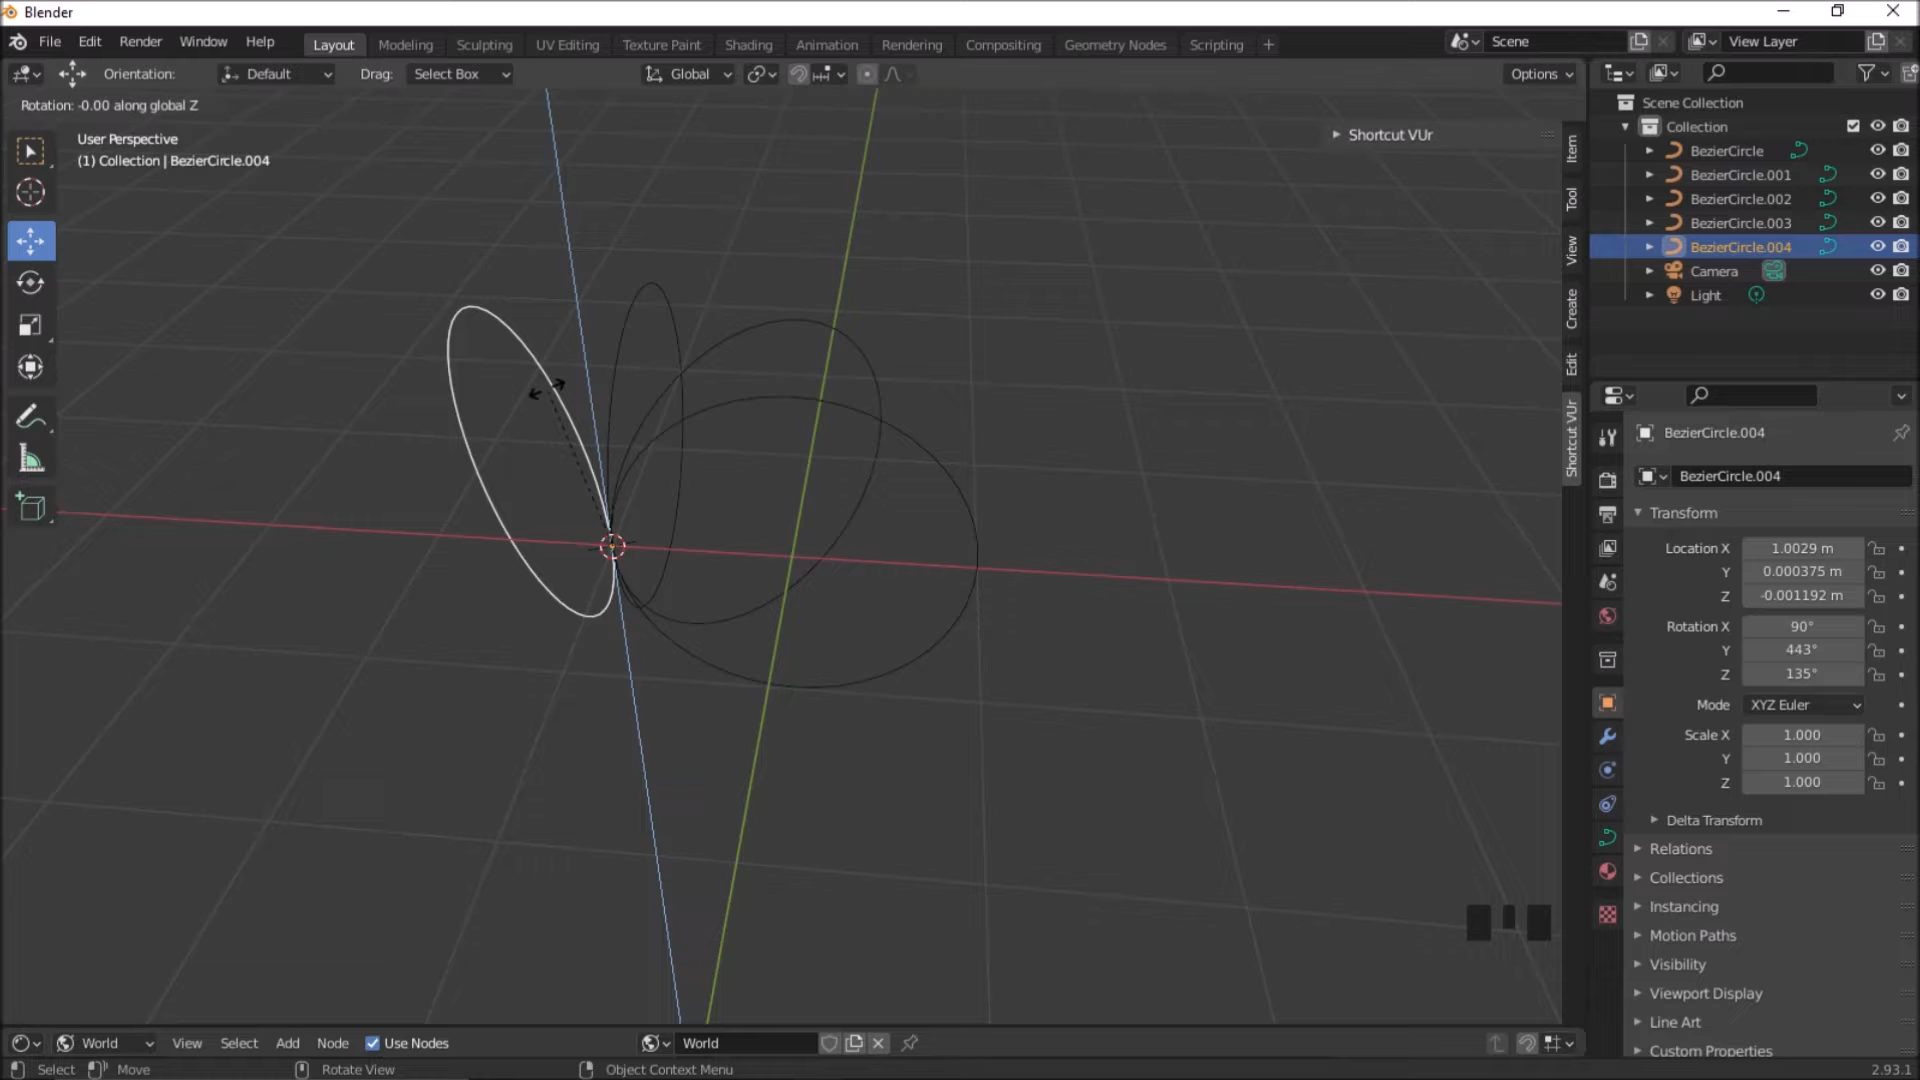 Blender
File Edit Render Window Help Layout Modeling Sculpting UV Editing Texture Paint Shading Animation Rendering Compositing Geometry Nodes Scripting + Scene View Layer
Orientation: Default Drag: Select Box Global Options
Rotation: -0.00 along global Z
User Perspective
(1) Collection | BezierCircle.004
Shortcut VUr
Item
Tool
View
Create
Edit
Shortcut VUr
Scene Collection
Collection
BezierCircle
BezierCircle.001
BezierCircle.002
BezierCircle.003
BezierCircle.004
Camera
Light
BezierCircle.004
BezierCircle.004
Transform
Location X 1.0029 m
Y 0.000375 m
Z -0.001192 m
Rotation X 90°
Y 443°
Z 135°
Mode XYZ Euler
Scale X 1.000
Y 1.000
Z 1.000
Delta Transform
Relations
Collections
Instancing
Motion Paths
Visibility
Viewport Display
Line Art
Custom Properties
World View Select Add Node Use Nodes World
Select Move Rotate View Object Context Menu 2.93.1